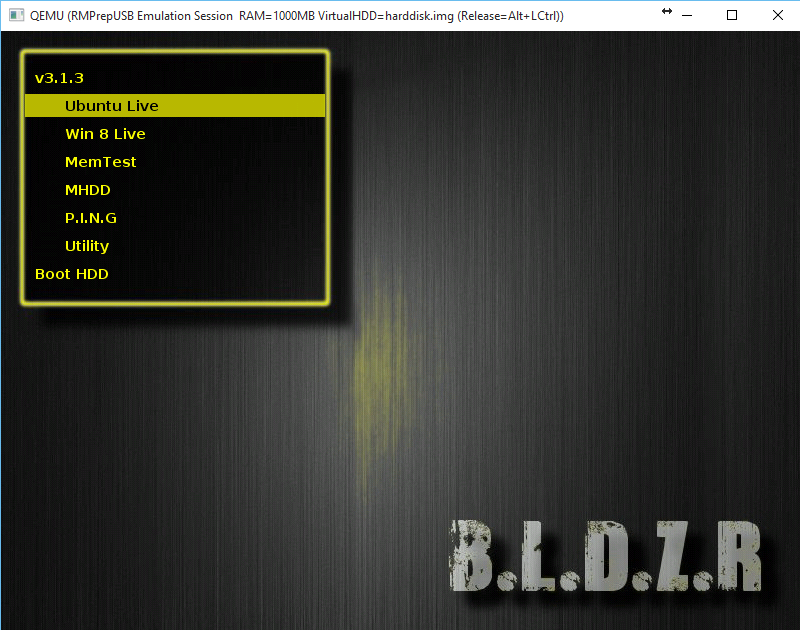 QEMU (RMPrepUSB Emulation Session  RAM=1000MB VirtualHDD=harddisk.img (Release=Alt+LCtrl))
v3.1.3
Ubuntu Live
Win 8 Live
MemTest
MHDD
P.I.N.G
Utility
Boot HDD
B.L.D.Z.R